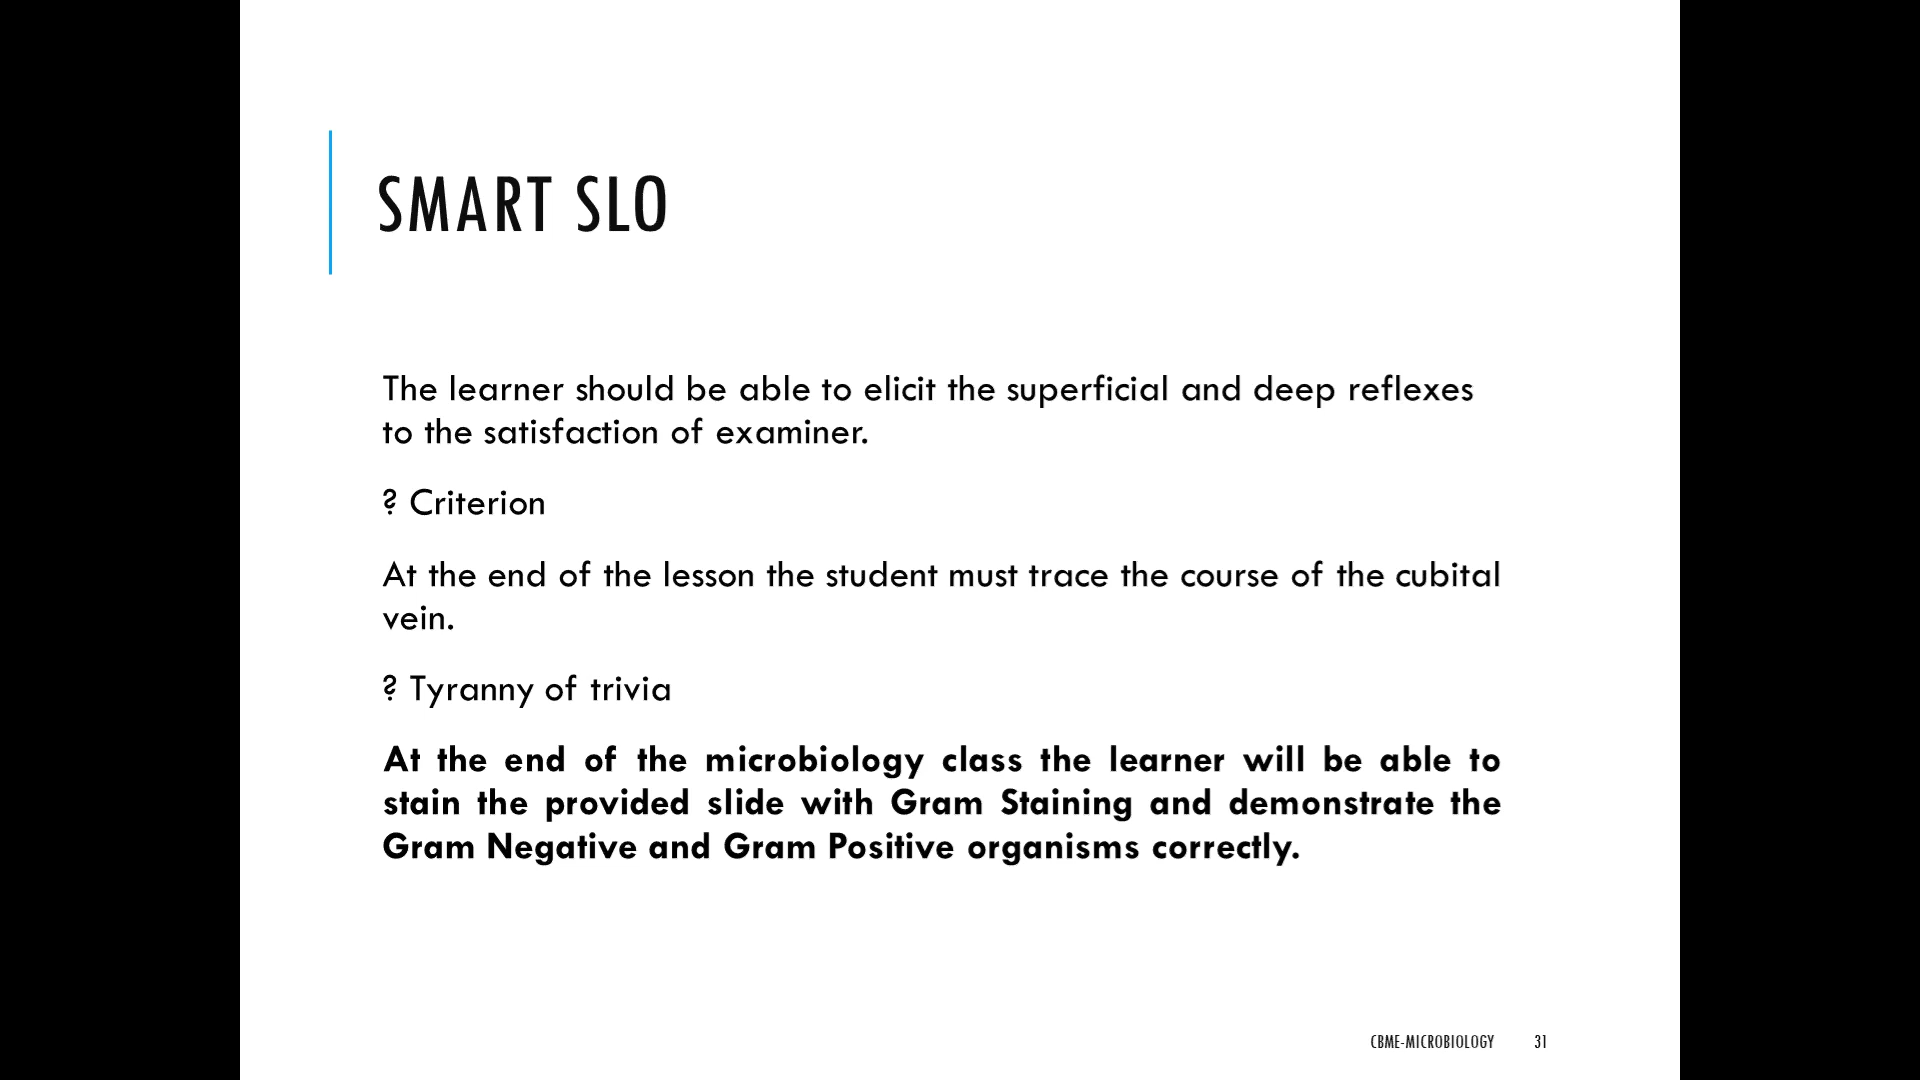 SMART SLO
The learner should be able to elicit the superficial and deep reflexes
to the satisfaction of examiner.
? Criterion
At the end of the lesson the student must trace the course of the cubital
vein.
? Tyranny of trivia
At the end of the microbiology class the learner will be able to
stain the provided slide with Gram Staining and demonstrate the
Gram Negative and Gram Positive organisms correctly.
CBME-MICROBIOLOGY 31